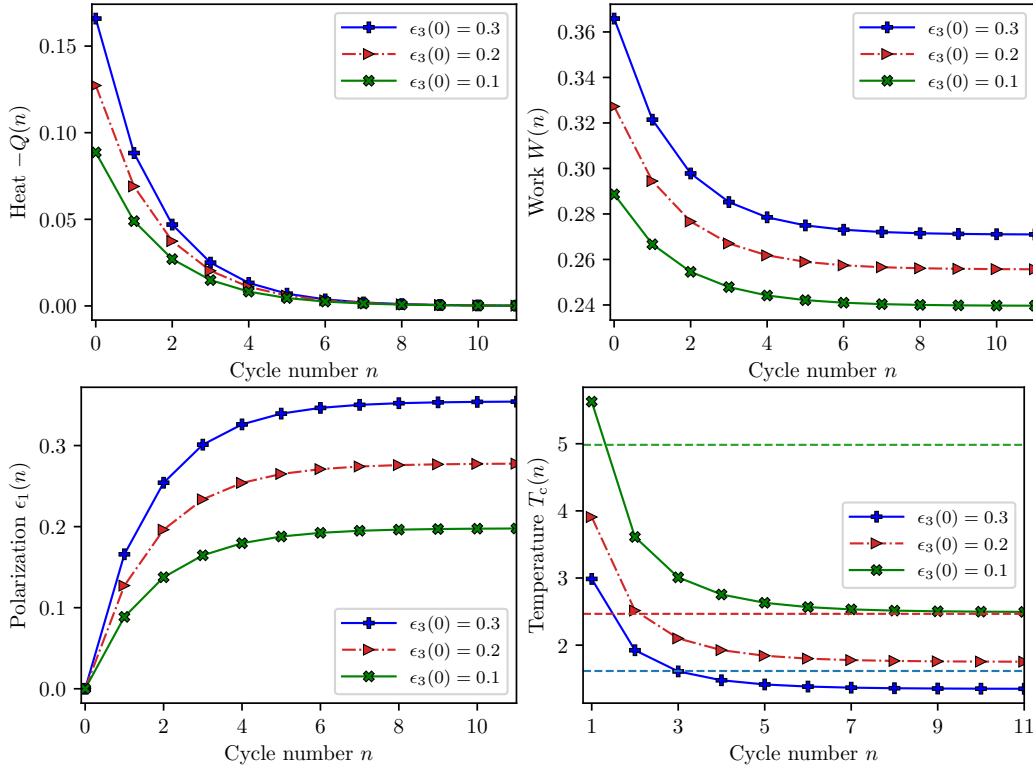 Heat −Q(n)
0.15
0.10
0.05
0.00
ϵ₃(0) = 0.3
ϵ₃(0) = 0.2
ϵ₃(0) = 0.1
0 2 4 6 8 10
Cycle number n
Work W(n)
0.36
0.32
0.28
0.26
0.24
ϵ₃(0) = 0.3
ϵ₃(0) = 0.2
ϵ₃(0) = 0.1
0 2 4 6 8 10
Cycle number n
Polarization ϵ₁(n)
0.3
0.2
0.1
0.0
ϵ₃(0) = 0.3
ϵ₃(0) = 0.2
ϵ₃(0) = 0.1
0 2 4 6 8 10
Cycle number n
Temperature T_c(n)
5
4
3
2
ϵ₃(0) = 0.3
ϵ₃(0) = 0.2
ϵ₃(0) = 0.1
1 3 5 7 9 11
Cycle number n